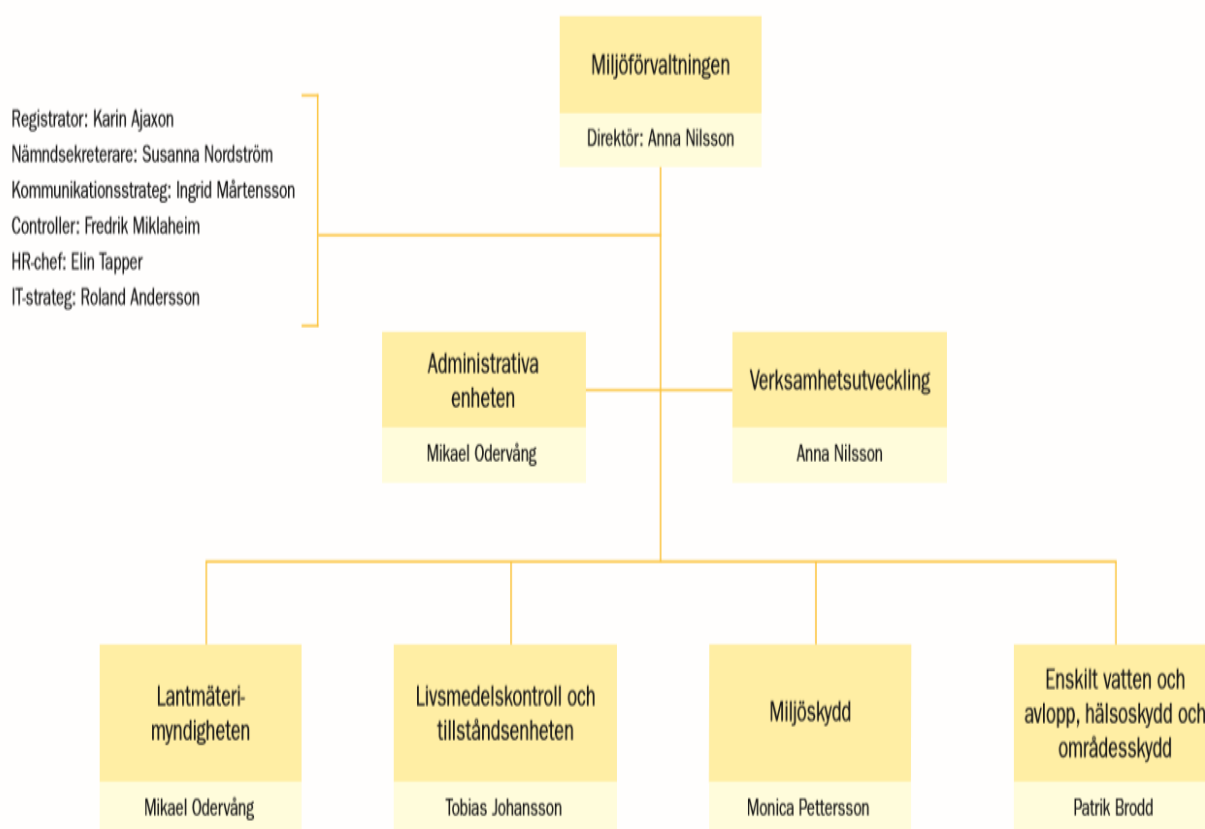 Miljöförvaltningen
Direktör: Anna Nilsson
Registrator: Karin Ajaxon
Nämndsekreterare: Susanna Nordström
Kommunikationsstrateg: Ingrid Mårtensson
Controller: Fredrik Miklaheim
HR-chef: Elin Tapper
IT-strateg: Roland Andersson
Administrativa
enheten
Mikael Odervång
Verksamhetsutveckling
Anna Nilsson
Lantmäteri-
myndigheten
Mikael Odervång
Livsmedelskontroll och
tillståndsenheten
Tobias Johansson
Miljöskydd
Monica Pettersson
Enskilt vatten och
avlopp, hälsoskydd och
områdesskydd
Patrik Brodd